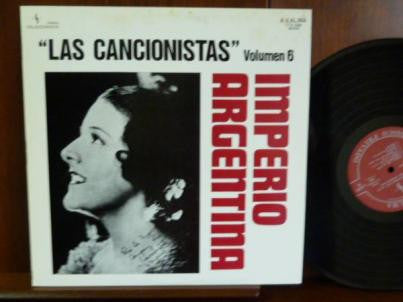 "LAS CANCIONISTAS" Volumen 6
IMPERIO
ARGENTINA